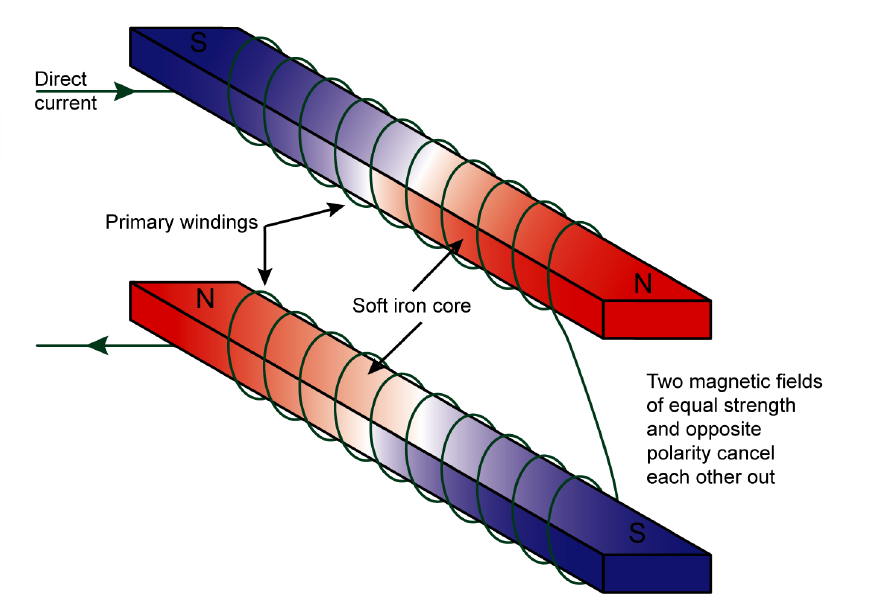 S
Direct
current
Primary windings
N
Soft iron core
N
Two magnetic fields
of equal strength
and opposite
polarity cancel
each other out
S